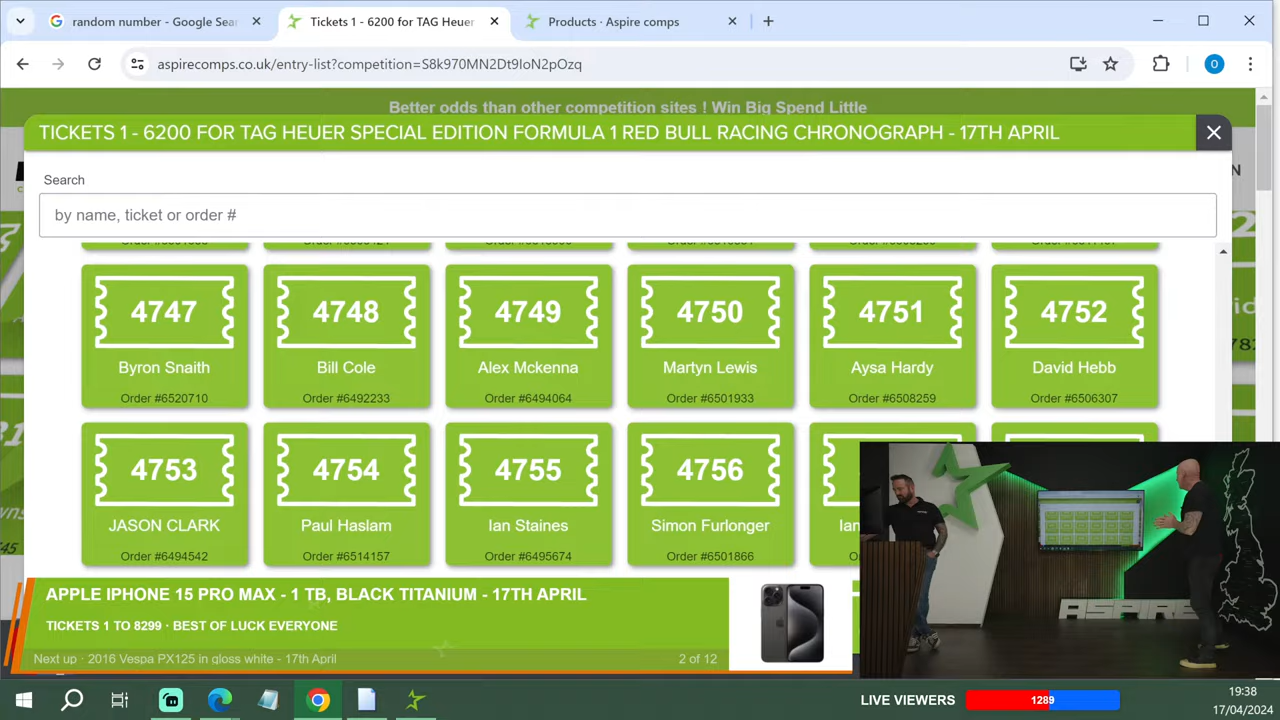 random number - Google Sea
Tickets 1 - 6200 for TAG Heuer
Products · Aspire comps
aspirecomps.co.uk/entry-list?competition=S8k970MN2Dt9IoN2pOzq
0
Better odds than other competition sites ! Win Big Spend Little
TICKETS 1 - 6200 FOR TAG HEUER SPECIAL EDITION FORMULA 1 RED BULL RACING CHRONOGRAPH - 17TH APRIL
Search
by name, ticket or order #
4747 4748 4749 4750 4751 4752
Byron Snaith Bill Cole Alex Mckenna Martyn Lewis Aysa Hardy David Hebb
Order #6520710 Order #6492233 Order #6494064 Order #6501933 Order #6508259 Order #6506307
4753 4754 4755 4756
JASON CLARK Paul Haslam Ian Staines Simon Furlonger Ian
Order #6494542 Order #6514157 Order #6495674 Order #6501866
ASPIRE
APPLE IPHONE 15 PRO MAX - 1 TB, BLACK TITANIUM - 17TH APRIL
TICKETS 1 TO 8299 · BEST OF LUCK EVERYONE
Next up · 2016 Vespa PX125 in gloss white - 17th April 2 of 12
LIVE VIEWERS 1289
19:38
17/04/2024